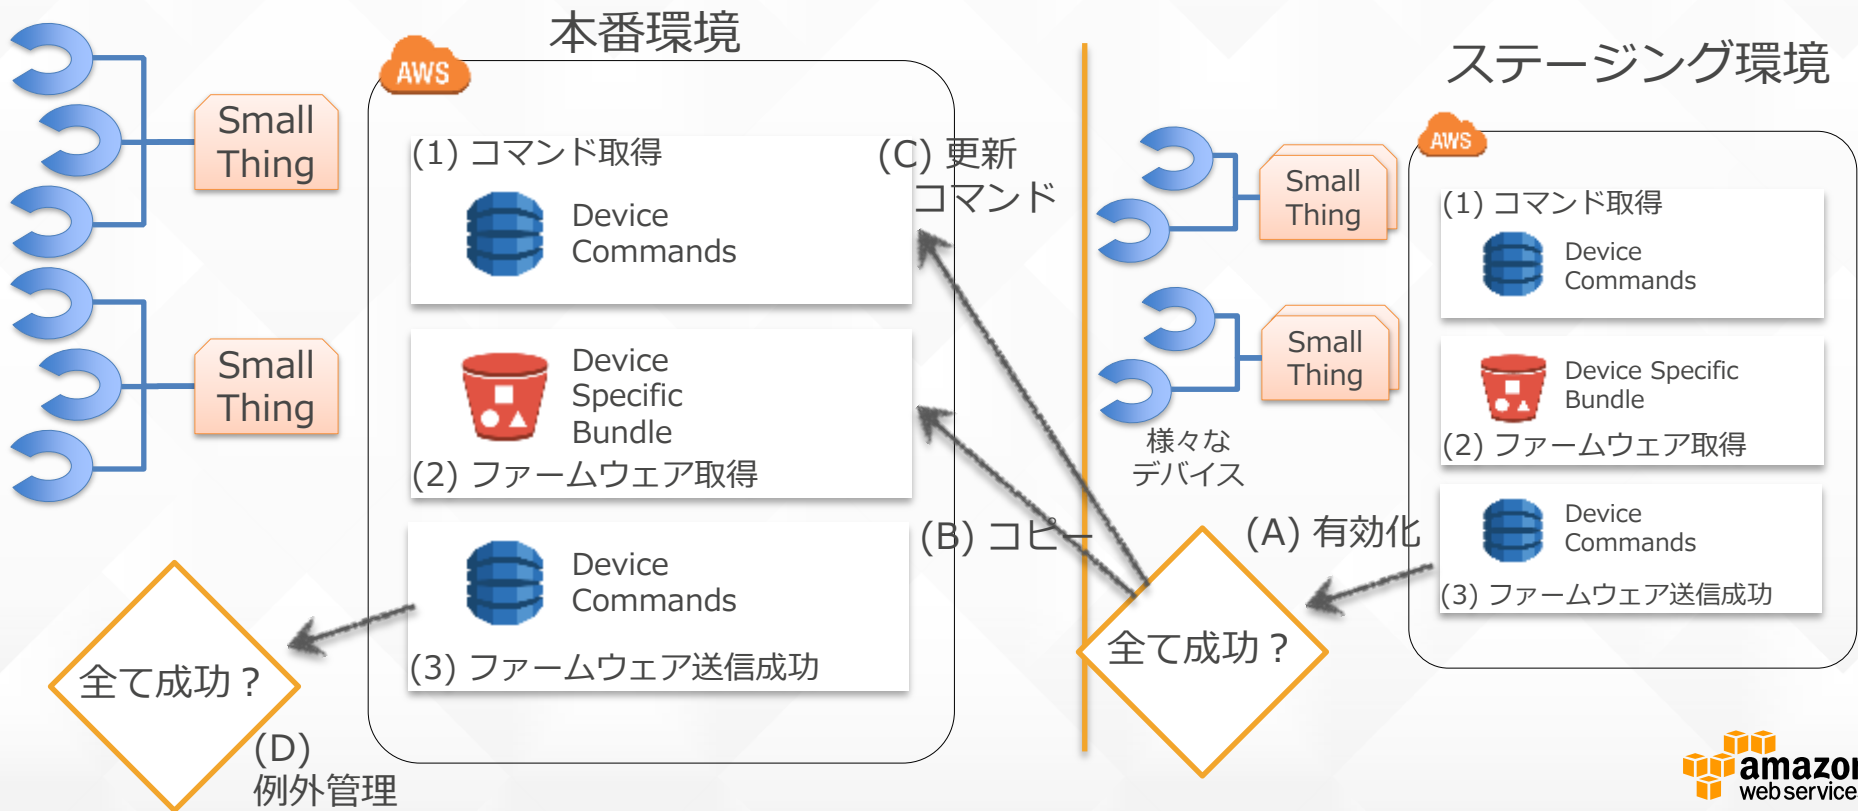 本番環境
AWS
Small
Thing
Small
Thing
(1) コマンド取得
Device
Commands
Device
Specific
Bundle
(2) ファームウェア取得
Device
Commands
(3) ファームウェア送信成功
全て成功？
(D)
例外管理
(C) 更新
コマンド
(B) コピー
ステージング環境
AWS
Small
Thing
Small
Thing
様々な
デバイス
(1) コマンド取得
Device
Commands
Device Specific
Bundle
(2) ファームウェア取得
Device
Commands
(3) ファームウェア送信成功
(A) 有効化
全て成功？
amazon
web service